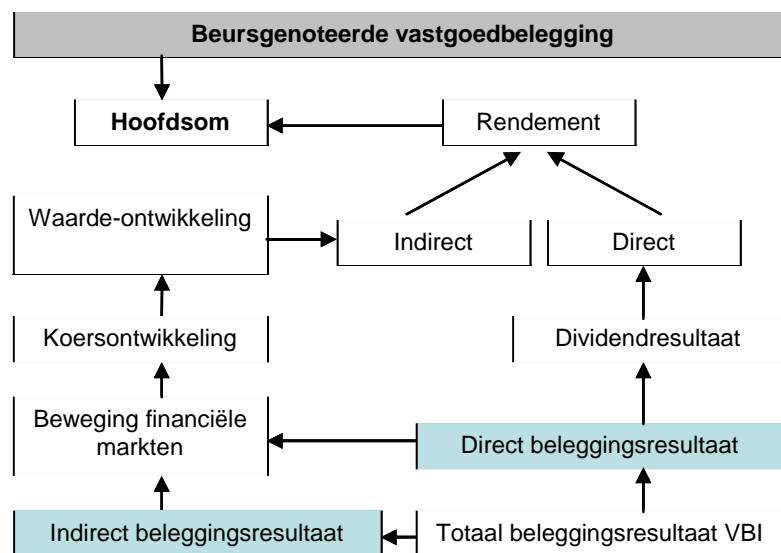 Beursgenoteerde vastgoedbelegging
Hoofdsom
Rendement
Waarde-ontwikkeling
Indirect
Direct
Koersontwikkeling
Dividendresultaat
Beweging financiële
markten
Direct beleggingsresultaat
Indirect beleggingsresultaat
Totaal beleggingsresultaat VBI